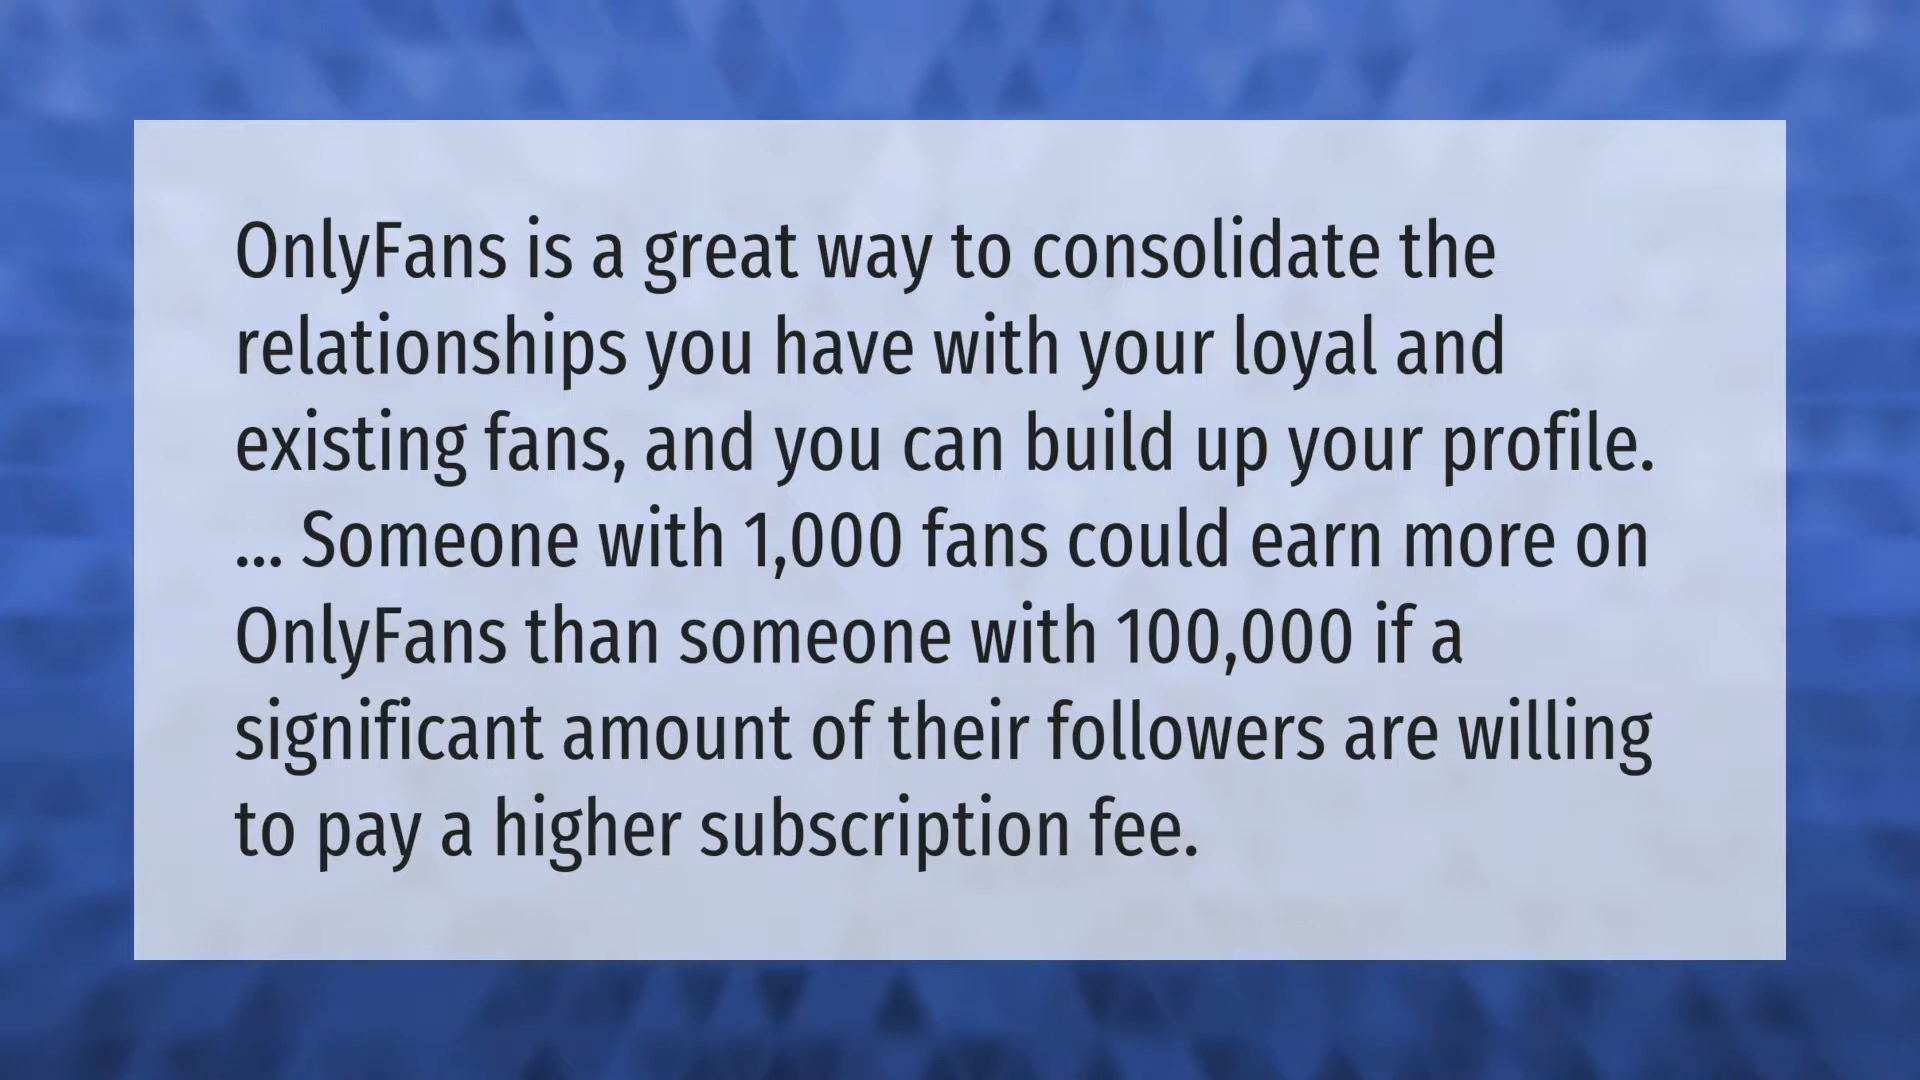 OnlyFans is a great way to consolidate the
relationships you have with your loyal and
existing fans, and you can build up your profile.
... Someone with 1,000 fans could earn more on
OnlyFans than someone with 100,000 if a
significant amount of their followers are willing
to pay a higher subscription fee.